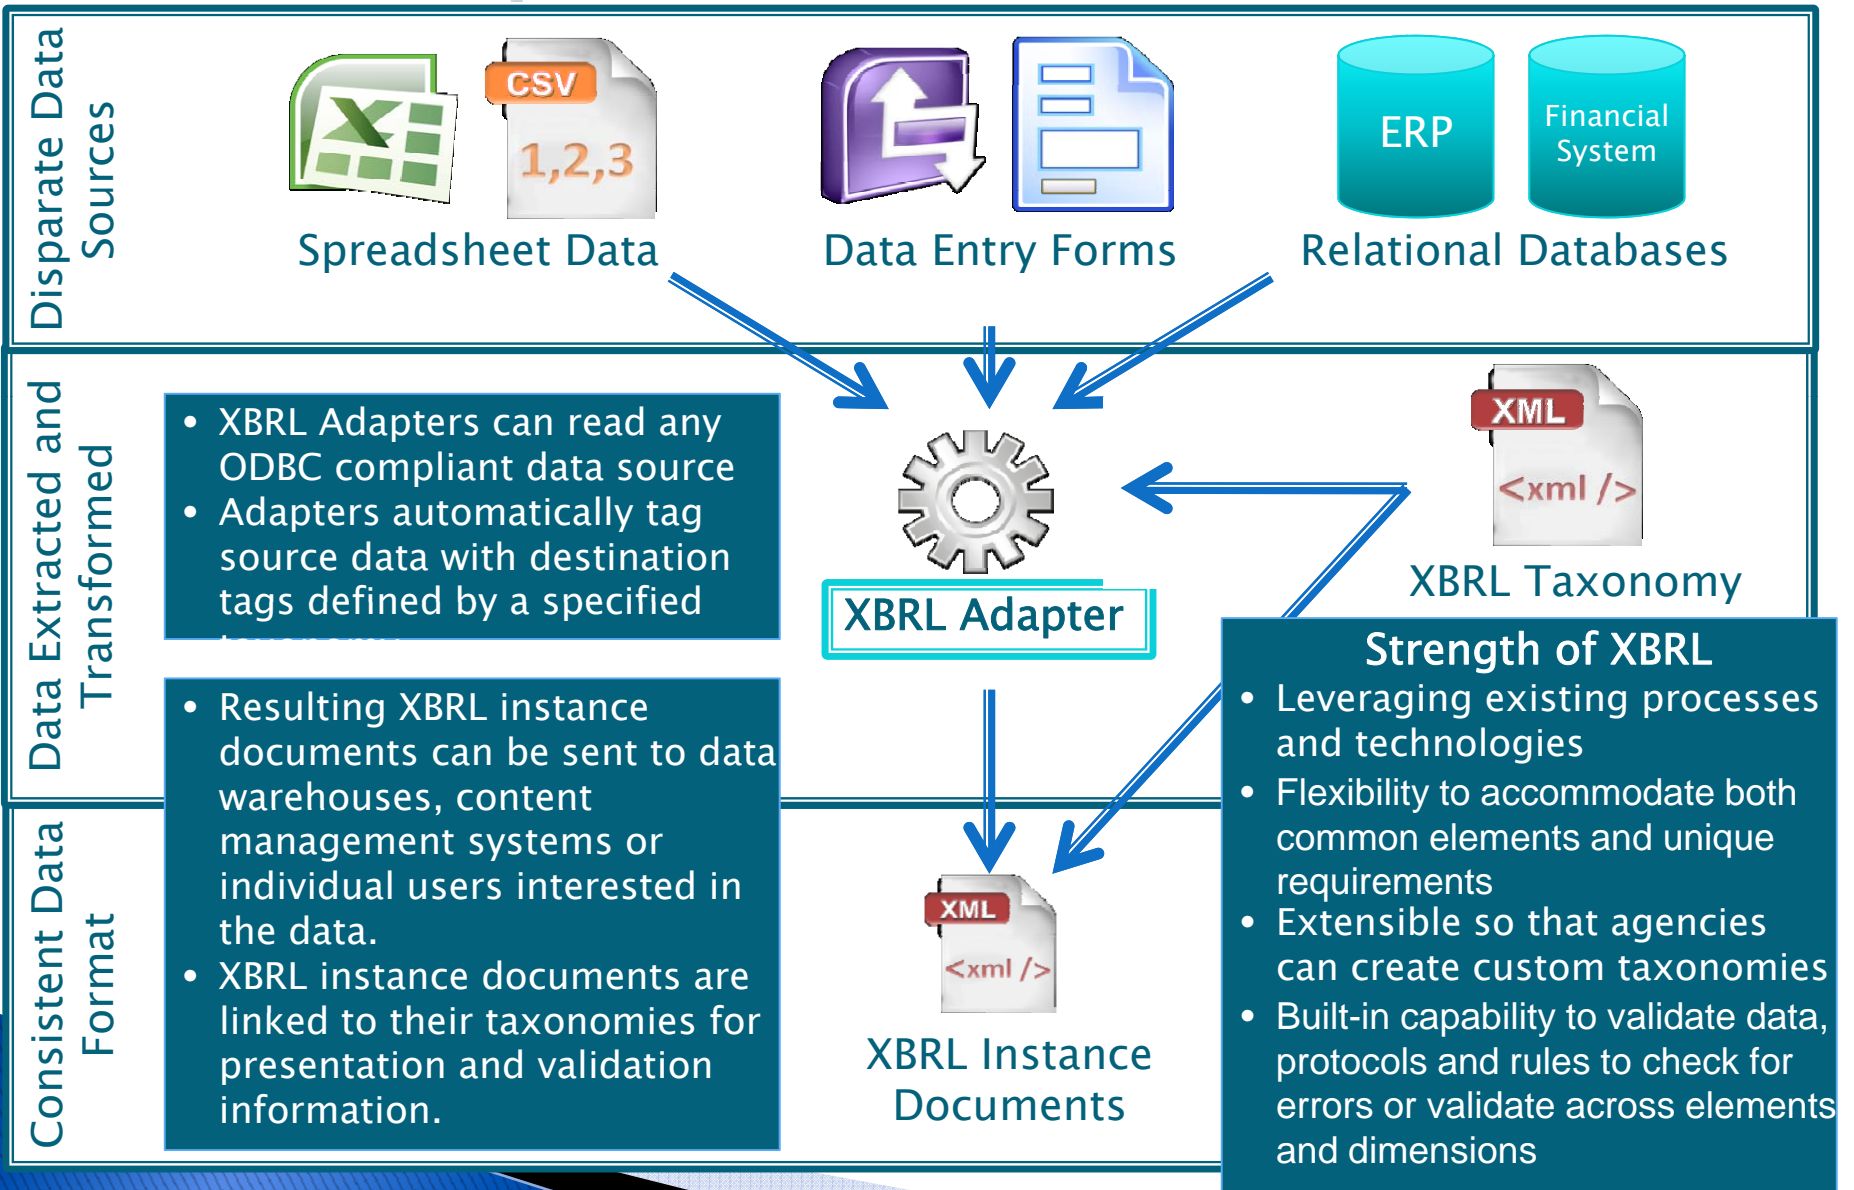 Disparate Data
Sources
CSV
1,2,3
ERP
Financial
System
Spreadsheet Data
Data Entry Forms
Relational Databases
Data Extracted and
Transformed
• XBRL Adapters can read any
ODBC compliant data source
• Adapters automatically tag
source data with destination
tags defined by a specified
XBRL Adapter
XML
<xml />
XBRL Taxonomy
• Resulting XBRL instance
documents can be sent to data
warehouses, content
management systems or
individual users interested in
the data.
• XBRL instance documents are
linked to their taxonomies for
presentation and validation
information.
Strength of XBRL
• Leveraging existing processes
and technologies
• Flexibility to accommodate both
common elements and unique
requirements
• Extensible so that agencies
can create custom taxonomies
• Built-in capability to validate data,
protocols and rules to check for
errors or validate across elements
and dimensions
Consistent Data
Format
XML
<xml />
XBRL Instance
Documents